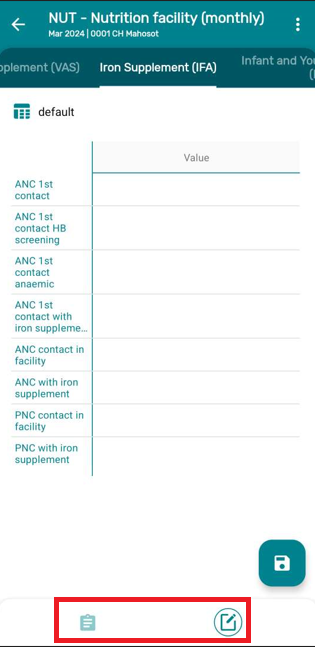 NUT - Nutrition facility (monthly)
Mar 2024 | 0001 CH Mahosot
pplement (VAS)
Iron Supplement (IFA)
Infant and You
(I
default
Value
ANC 1st
contact
ANC 1st
contact HB
screening
ANC 1st
contact
anaemic
ANC 1st
contact with
iron suppleme...
ANC contact in
facility
ANC with iron
supplement
PNC contact in
facility
PNC with iron
supplement